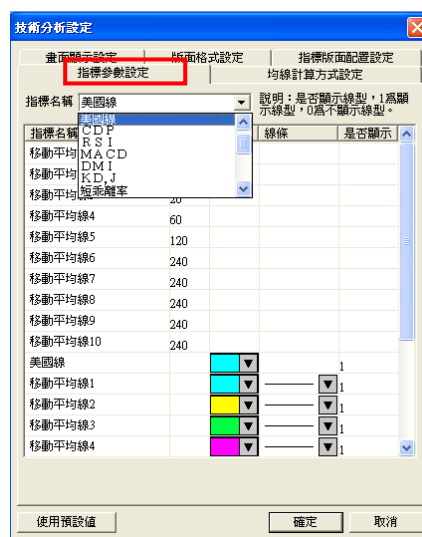 技術分析設定
畫面顯示設定 版面格式設定 指標版面配置設定
指標參數設定 均線計算方式設定
指標名稱 美國線 說明：是否顯示線型，1為顯
示線型，0為不顯示線型。
美國線
CDP
RSI
MACD
DMI
KD,J
短乖離率
指標名稱 線條 是否顯示
移動平均
移動平均
移動平均 20
移動平均線4 60
移動平均線5 120
移動平均線6 240
移動平均線7 240
移動平均線8 240
移動平均線9 240
移動平均線10 240
美國線 1
移動平均線1 1
移動平均線2 1
移動平均線3 1
移動平均線4 1
使用預設值 確定 取消